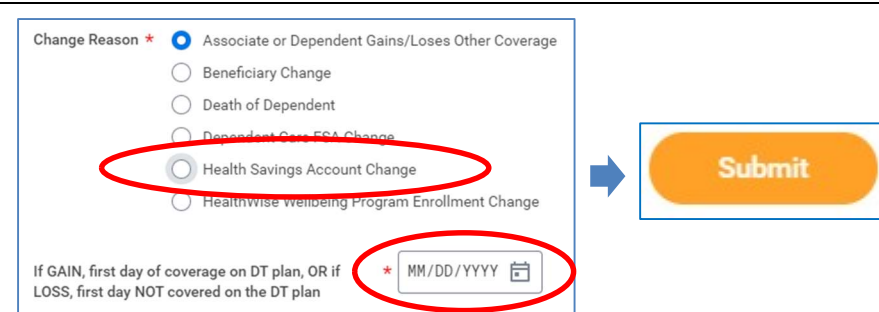 Change Reason * Associate or Dependent Gains/Loses Other Coverage
Beneficiary Change
Death of Dependent
Dependent Care FSA Change
Health Savings Account Change
HealthWise Wellbeing Program Enrollment Change
If GAIN, first day of coverage on DT plan, OR if
LOSS, first day NOT covered on the DT plan
* MM/DD/YYYY
Submit